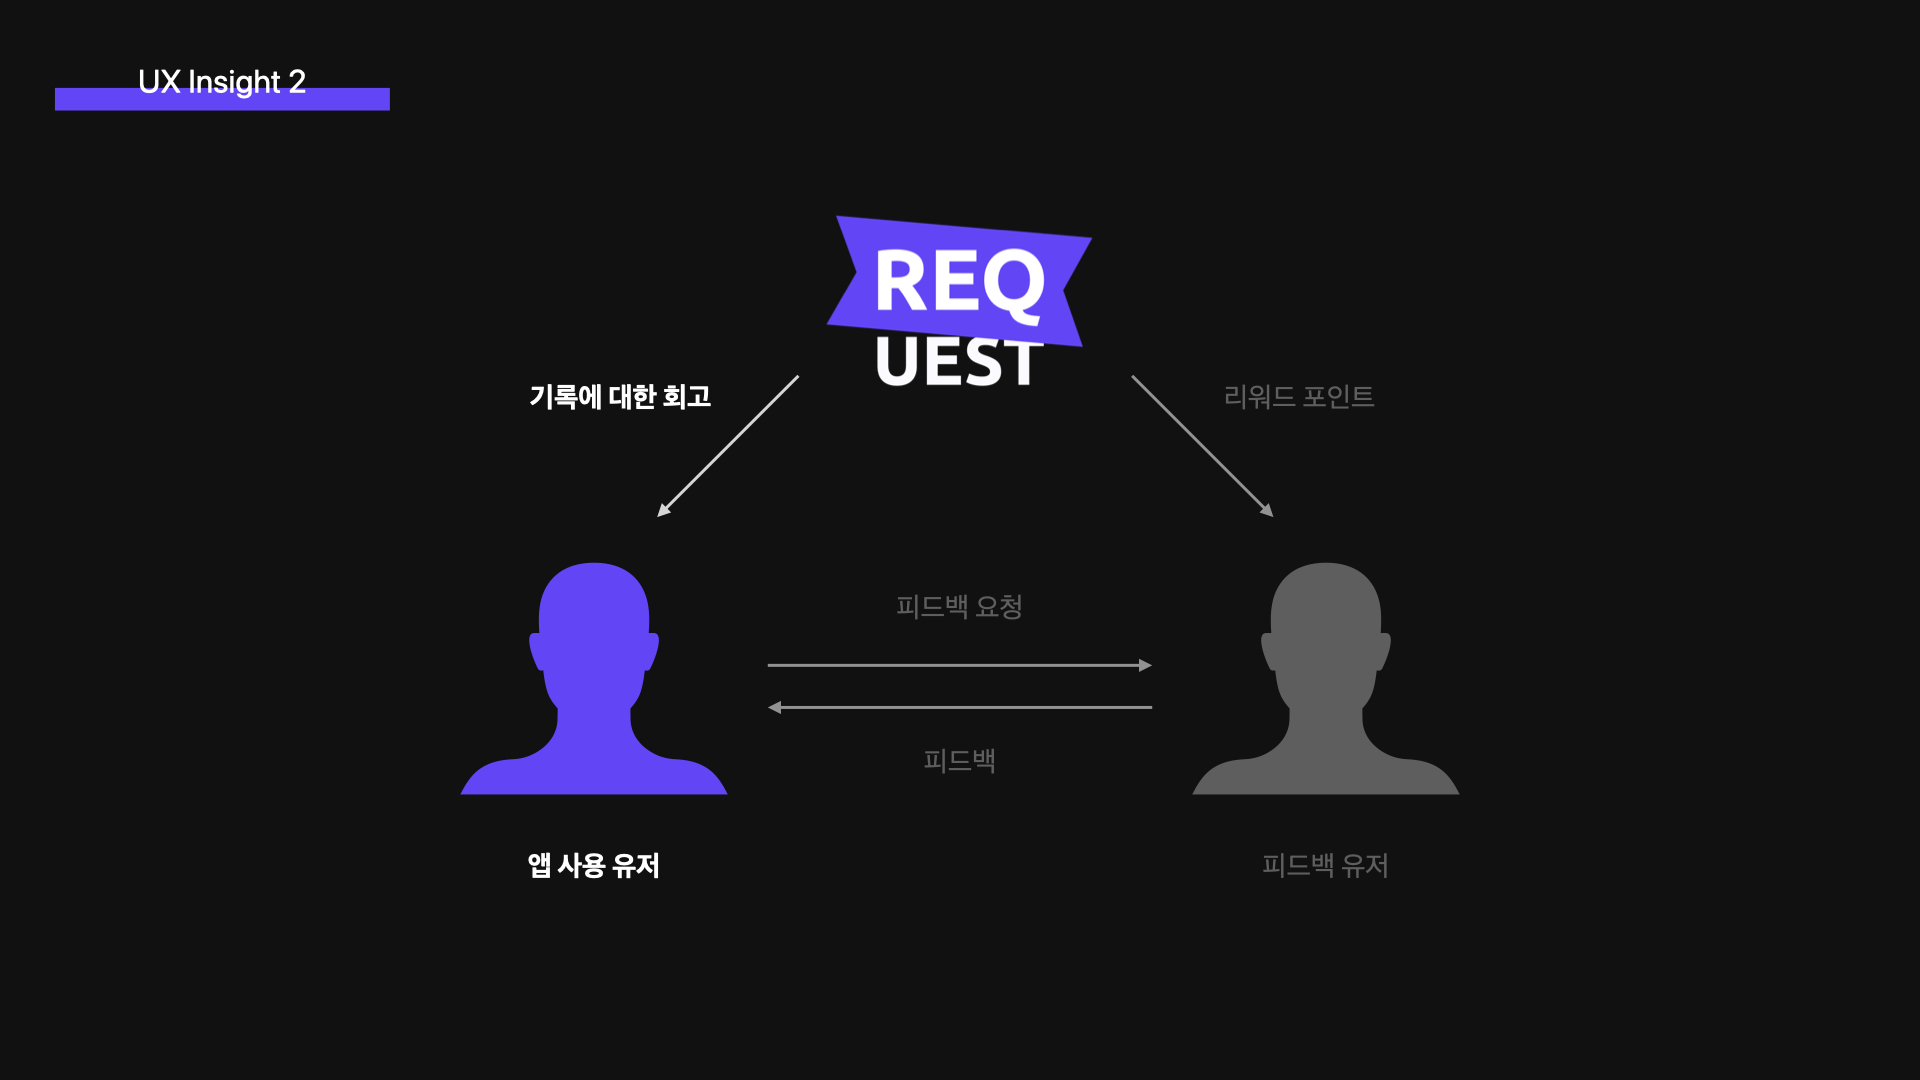 UX Insight 2
REQ
UEST
기록에 대한 회고
리워드 포인트
피드백 요청
피드백
앱 사용 유저
피드백 유저